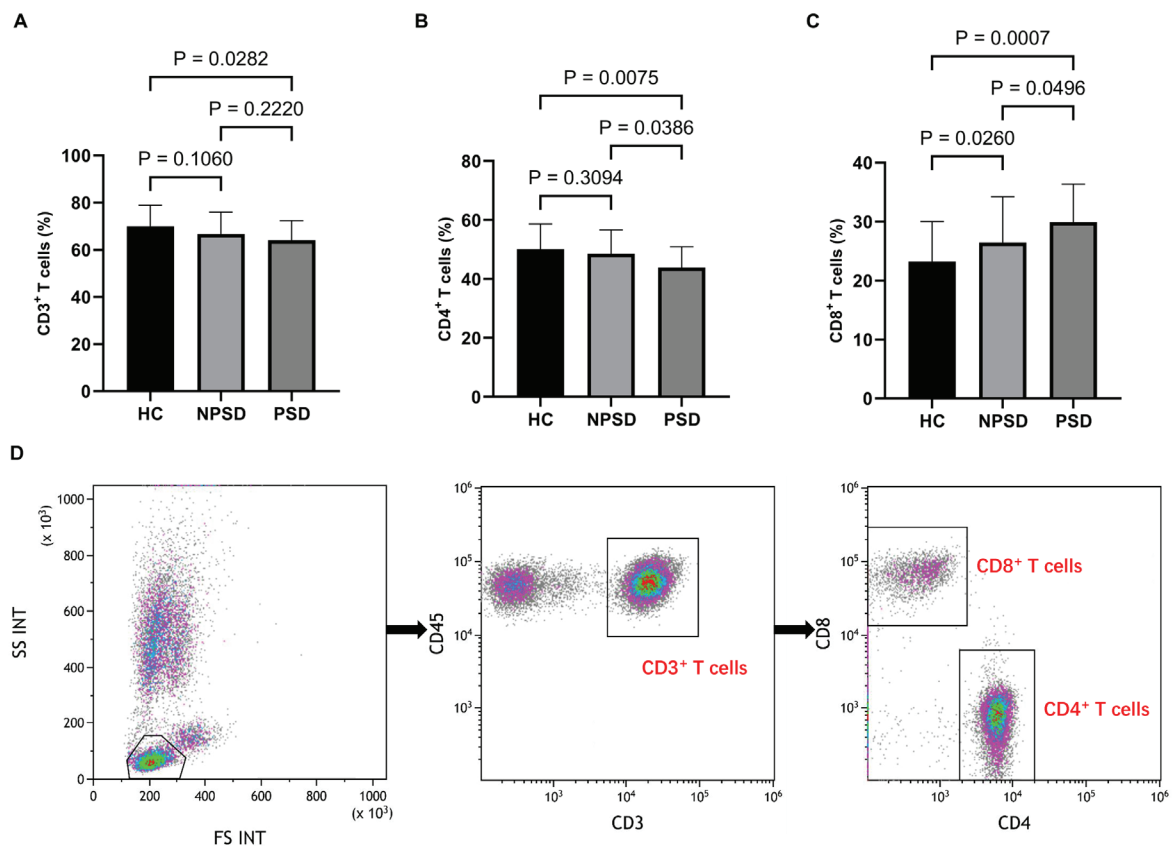 A
P = 0.0282
P = 0.2220
P = 0.1060
CD3+ T cells (%)
100
80
60
40
20
0
HC NPSD PSD
B
P = 0.0075
P = 0.0386
P = 0.3094
CD4+ T cells (%)
80
60
40
20
0
HC NPSD PSD
C
P = 0.0007
P = 0.0496
P = 0.0260
CD8+ T cells (%)
40
30
20
10
0
HC NPSD PSD
D
SS INT
(x 10³)
1000
800
600
400
200
0
0 200 400 600 800 1000
(x 10³)
FS INT
CD45
10⁶
10⁵
10⁴
10³
CD3+ T cells
10³ 10⁴ 10⁵ 10⁶
CD3
CD8
10⁶
10⁵
10⁴
10³
CD8+ T cells
CD4+ T cells
10³ 10⁴ 10⁵ 10⁶
CD4